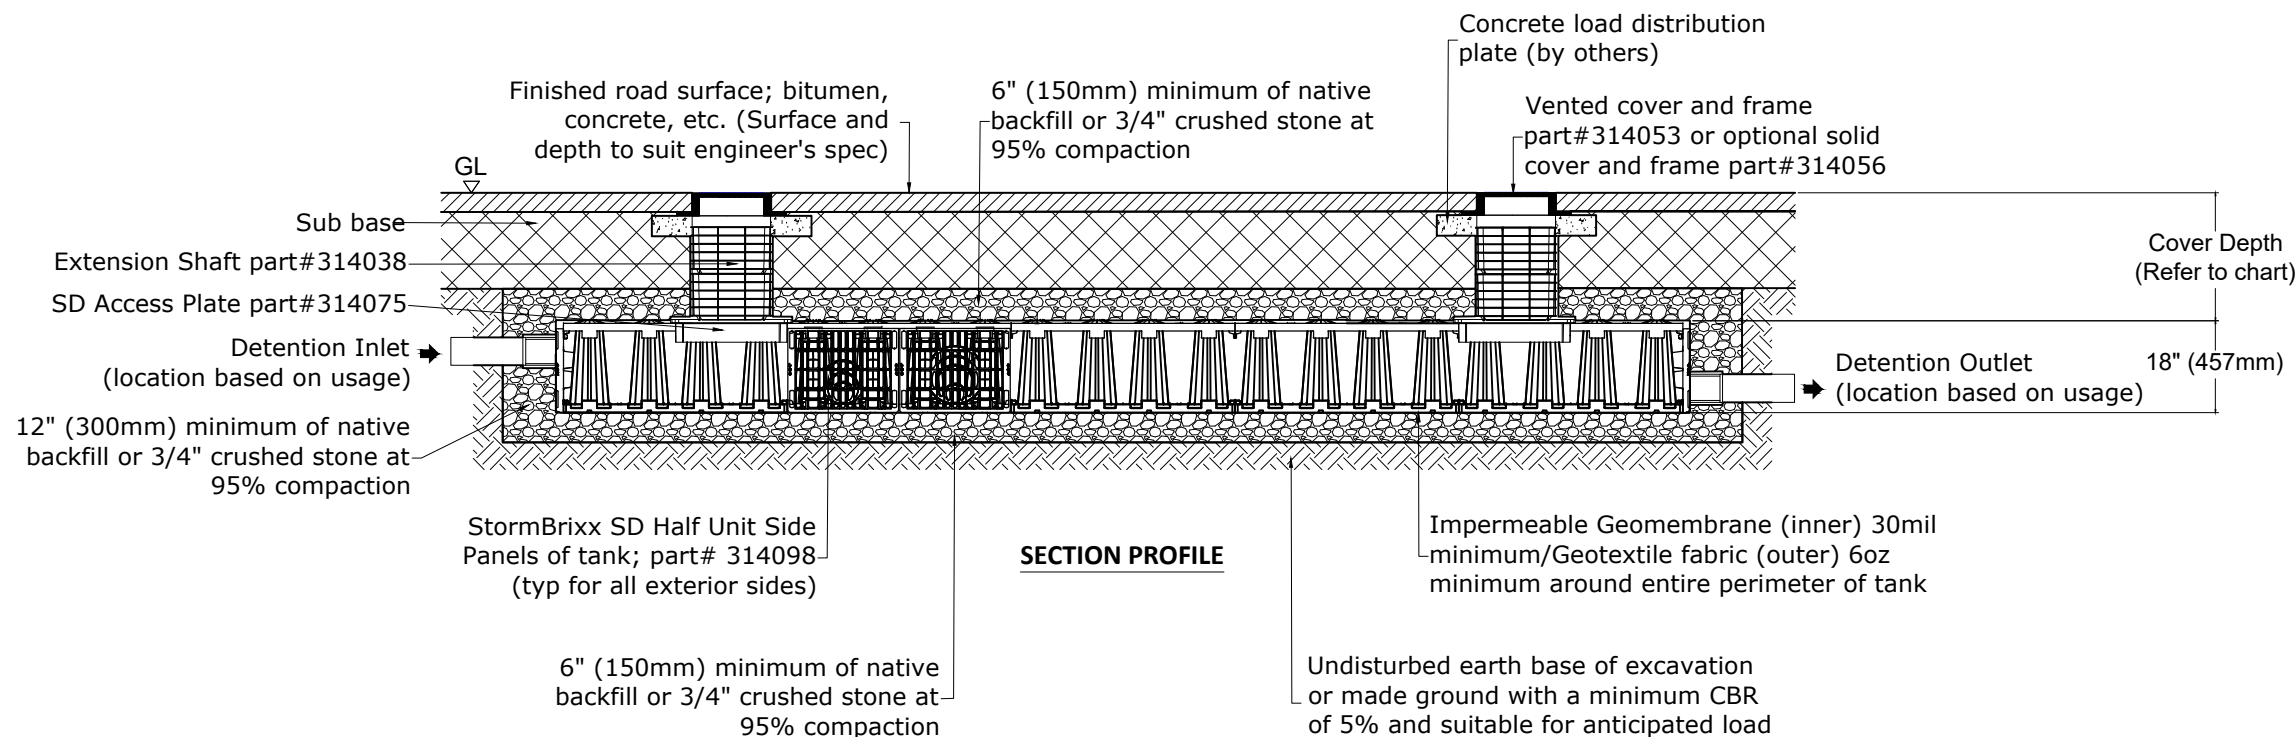 Concrete load distribution
plate (by others)
Finished road surface; bitumen,
concrete, etc. (Surface and
depth to suit engineer's spec)
6" (150mm) minimum of native
backfill or 3/4" crushed stone at
95% compaction
Vented cover and frame
part#314053 or optional solid
cover and frame part#314056
GL
Sub base
Extension Shaft part#314038
SD Access Plate part#314075
Detention Inlet
(location based on usage)
12" (300mm) minimum of native
backfill or 3/4" crushed stone at
95% compaction
Cover Depth
(Refer to chart)
18" (457mm)
Detention Outlet
(location based on usage)
StormBrixx SD Half Unit Side
Panels of tank; part# 314098
(typ for all exterior sides)
SECTION PROFILE
Impermeable Geomembrane (inner) 30mil
minimum/Geotextile fabric (outer) 6oz
minimum around entire perimeter of tank
6" (150mm) minimum of native
backfill or 3/4" crushed stone at
95% compaction
Undisturbed earth base of excavation
or made ground with a minimum CBR
of 5% and suitable for anticipated load